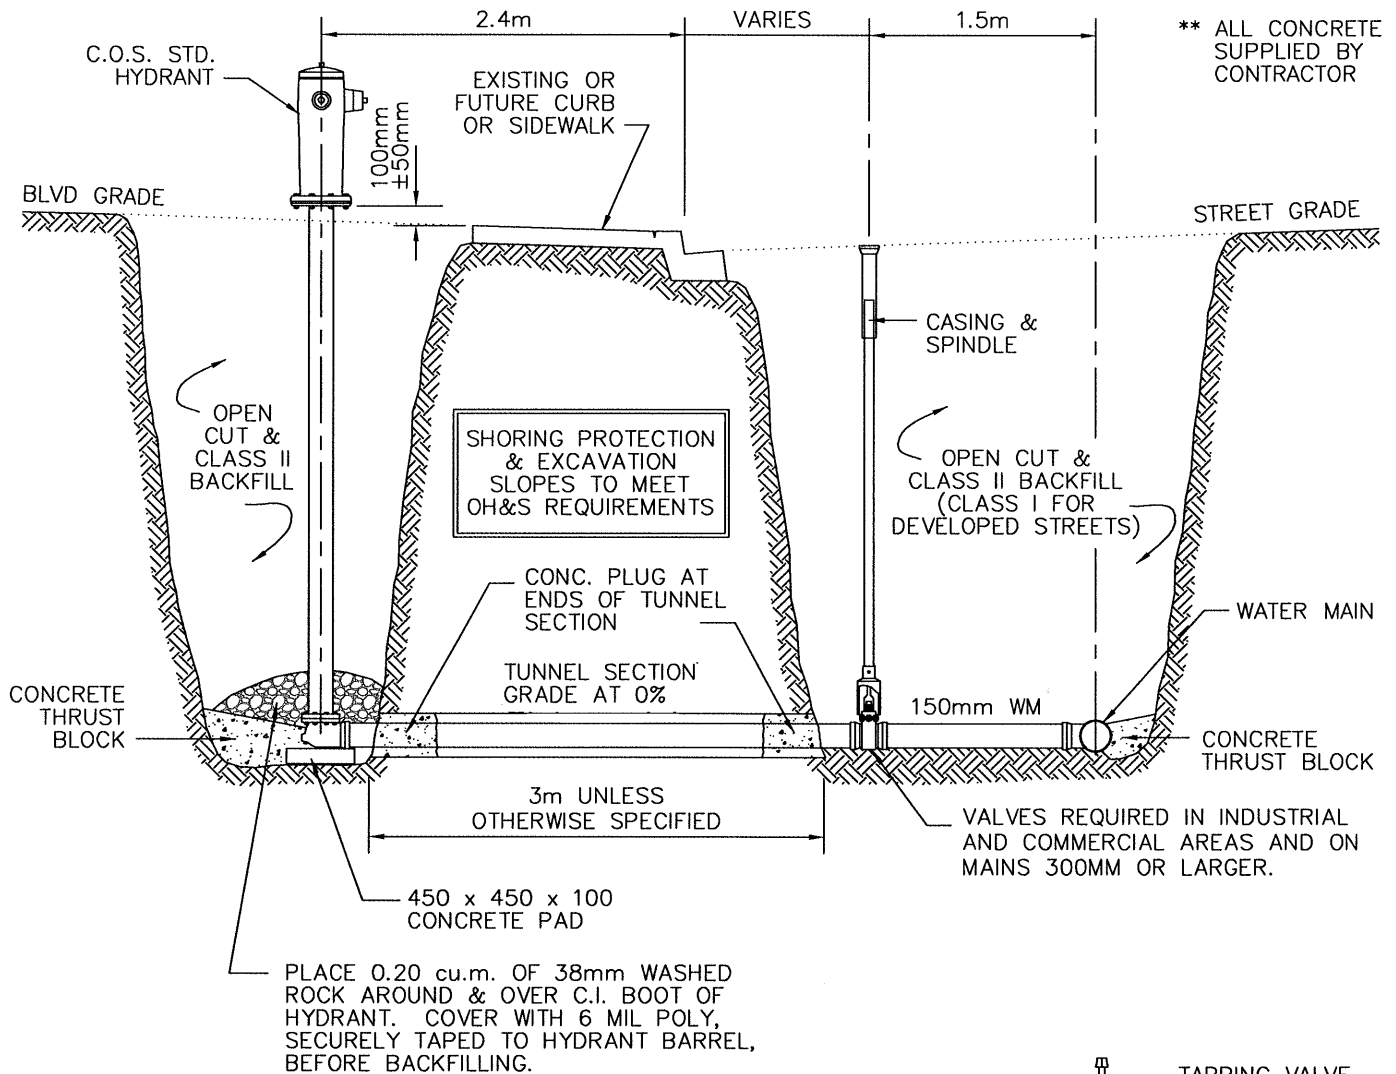 2.4m
VARIES
1.5m
** ALL CONCRETE
SUPPLIED BY
CONTRACTOR
C.O.S. STD.
HYDRANT
EXISTING OR
FUTURE CURB
OR SIDEWALK
100mm
±50mm
BLVD GRADE
STREET GRADE
CASING &
SPINDLE
OPEN
CUT &
CLASS II
BACKFILL
SHORING PROTECTION
& EXCAVATION
SLOPES TO MEET
OH&S REQUIREMENTS
OPEN CUT &
CLASS II BACKFILL
(CLASS I FOR
DEVELOPED STREETS)
CONC. PLUG AT
ENDS OF TUNNEL
SECTION
WATER MAIN
TUNNEL SECTION
GRADE AT 0%
CONCRETE
THRUST
BLOCK
150mm WM
CONCRETE
THRUST BLOCK
3m UNLESS
OTHERWISE SPECIFIED
VALVES REQUIRED IN INDUSTRIAL
AND COMMERCIAL AREAS AND ON
MAINS 300MM OR LARGER.
450 x 450 x 100
CONCRETE PAD
PLACE 0.20 cu.m. OF 38mm WASHED
ROCK AROUND & OVER C.I. BOOT OF
HYDRANT. COVER WITH 6 MIL POLY,
SECURELY TAPED TO HYDRANT BARREL,
BEFORE BACKFILLING.
TAPPING VALVE